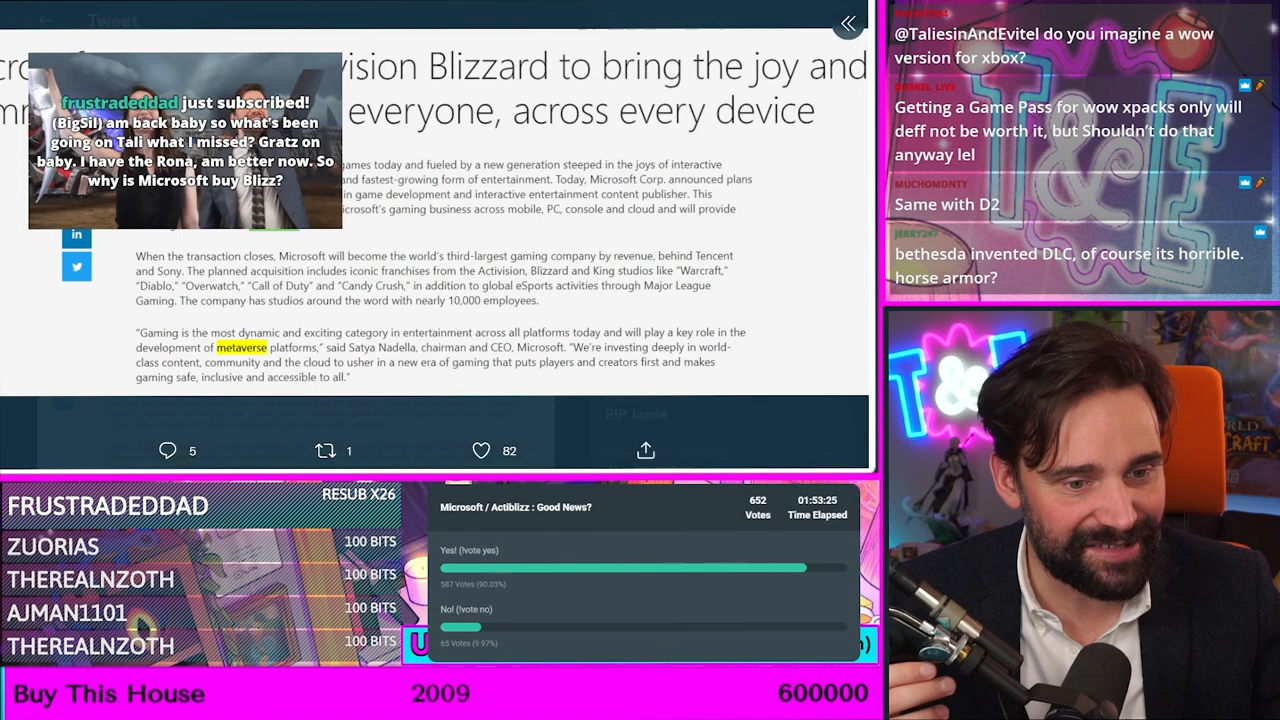 Tweet
vision Blizzard to bring the joy and
everyone, across every device
frustradeddad just subscribed!
(BigSil) am back baby so what's been
going on Tali what I missed? Gratz on
baby. I have the Rona, am better now. So
why is Microsoft buy Blizz?
games today and fueled by a new generation steeped in the joys of interactive
and fastest-growing form of entertainment. Today, Microsoft Corp. announced plans
in game development and interactive entertainment content publisher. This
icrosoft's gaming business across mobile, PC, console and cloud and will provide
in
When the transaction closes, Microsoft will become the world's third-largest gaming company by revenue, behind Tencent
and Sony. The planned acquisition includes iconic franchises from the Activision, Blizzard and King studios like "Warcraft,"
"Diablo," "Overwatch," "Call of Duty" and "Candy Crush," in addition to global eSports activities through Major League
Gaming. The company has studios around the word with nearly 10,000 employees.
"Gaming is the most dynamic and exciting category in entertainment across all platforms today and will play a key role in the
development of metaverse platforms," said Satya Nadella, chairman and CEO, Microsoft. "We're investing deeply in world-
class content, community and the cloud to usher in a new era of gaming that puts players and creators first and makes
gaming safe, inclusive and accessible to all."
RIP Jamie
5
1
82
@TaliesinAndEvitel do you imagine a wow
version for xbox?
Getting a Game Pass for wow xpacks only will
deff not be worth it, but Shouldn't do that
anyway lel
MUCHOMONTY
Same with D2
JERRY247
bethesda invented DLC, of course its horrible.
horse armor?
T&E
T&E
FRUSTRADEDDAD RESUB X26
ZUORIAS 100 BITS
THEREALNZOTH 100 BITS
AJMAN1101 100 BITS
THEREALNZOTH 100 BITS
Microsoft / Actiblizz : Good News?
652
Votes
01:53:25
Time Elapsed
Yes! (!vote yes)
587 Votes (90.03%)
No! (!vote no)
65 Votes (9.97%)
Buy This House 2009 600000